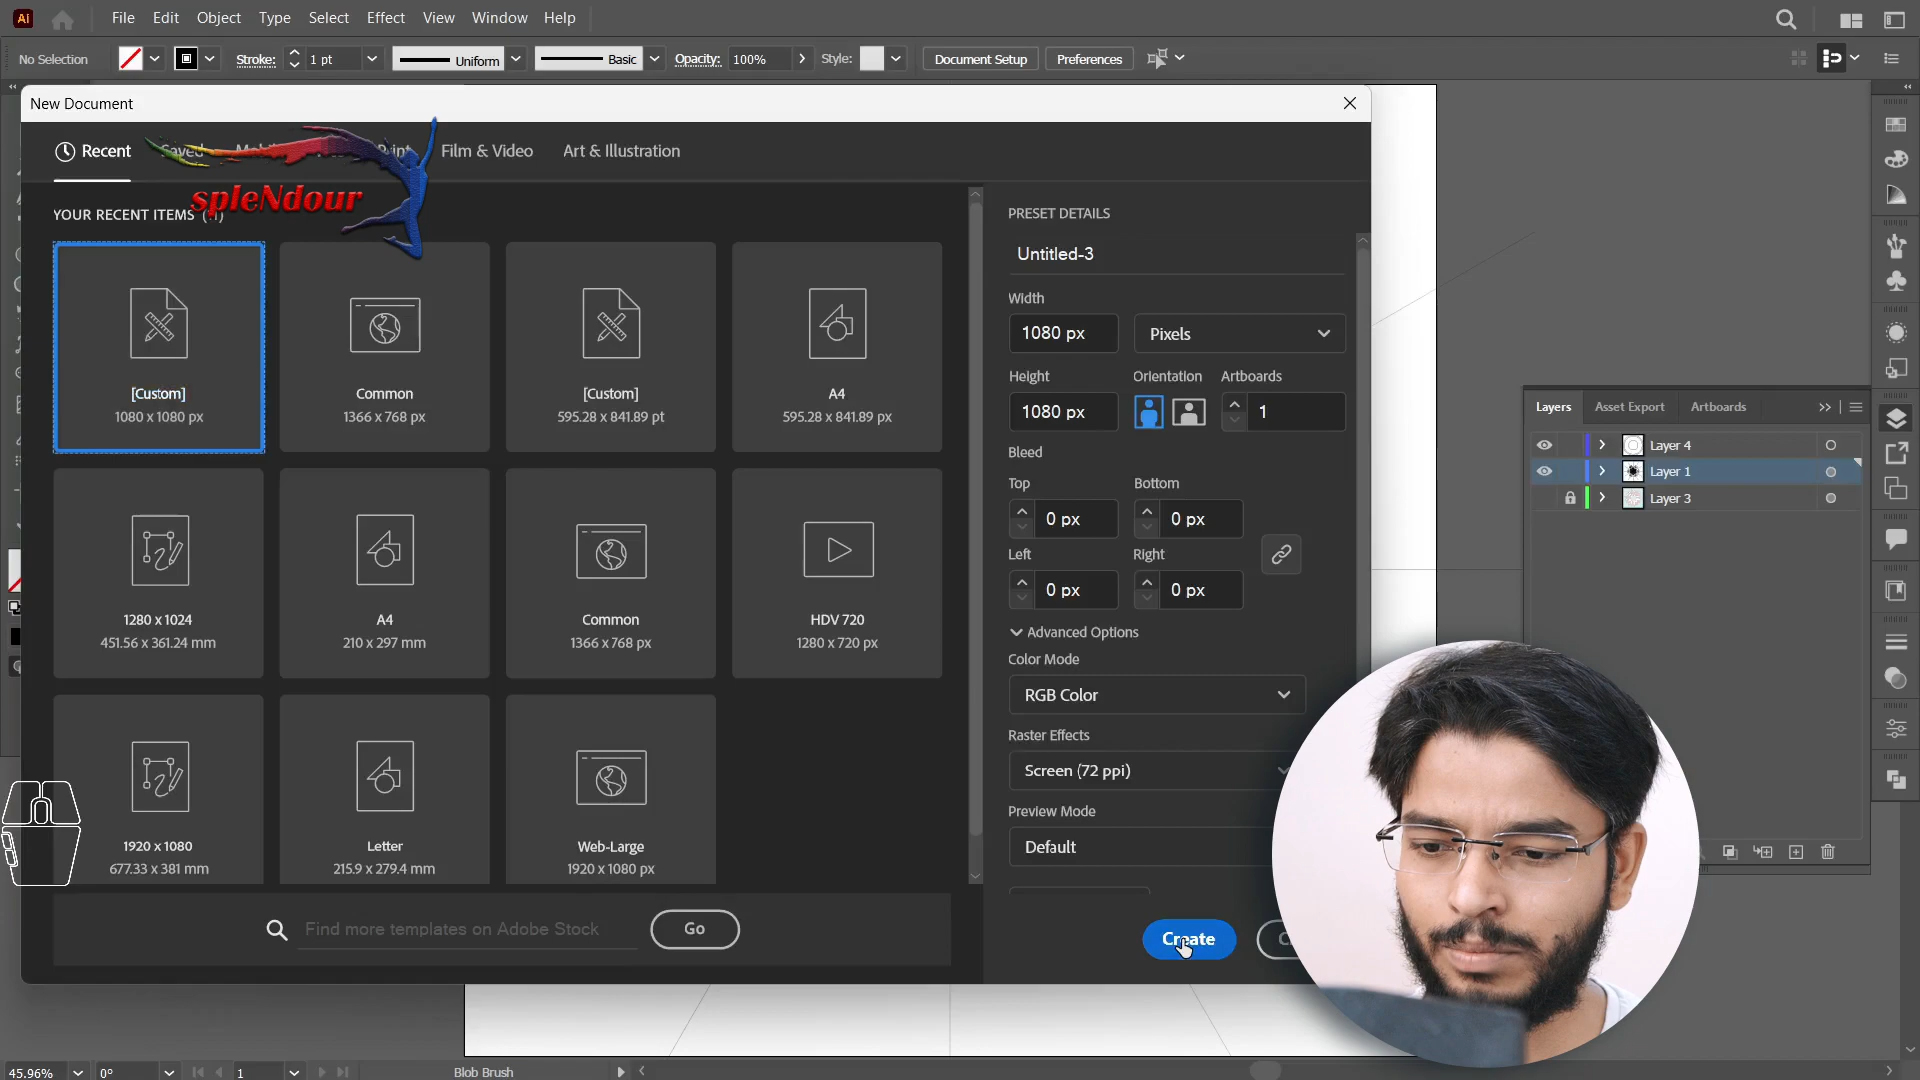 Ai File Edit Object Type Select Effect View Window Help
No Selection Stroke: 1 pt Uniform Basic Opacity: 100% Style: Document Setup Preferences
New Document
Recent Saved Print Film & Video Art & Illustration
spleNdour
YOUR RECENT ITEMS
[Custom]
1080 x 1080 px
Common
1366 x 768 px
[Custom]
595.28 x 841.89 pt
A4
595.28 x 841.89 px
1280 x 1024
451.56 x 361.24 mm
A4
210 x 297 mm
Common
1366 x 768 px
HDV 720
1280 x 720 px
1920 x 1080
677.33 x 381 mm
Letter
215.9 x 279.4 mm
Web-Large
1920 x 1080 px
Find more templates on Adobe Stock Go
PRESET DETAILS
Untitled-3
Width
1080 px Pixels
Height Orientation Artboards
1080 px 1
Bleed
Top Bottom
0 px 0 px
Left Right
0 px 0 px
Advanced Options
Color Mode
RGB Color
Raster Effects
Screen (72 ppi)
Preview Mode
Default
Create
Layers Asset Export Artboards
Layer 4
Layer 1
Layer 3
45.96% 0° 1 Blob Brush